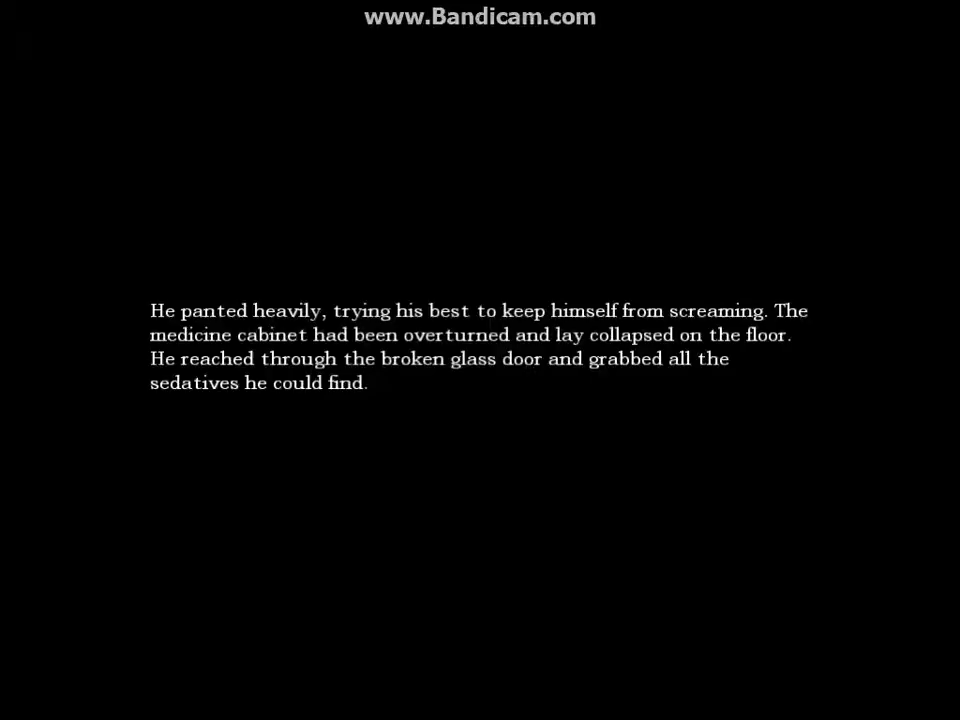 www.Bandicam.com
He panted heavily, trying his best to keep himself from screaming. The
medicine cabinet had been overturned and lay collapsed on the floor.
He reached through the broken glass door and grabbed all the
sedatives he could find.